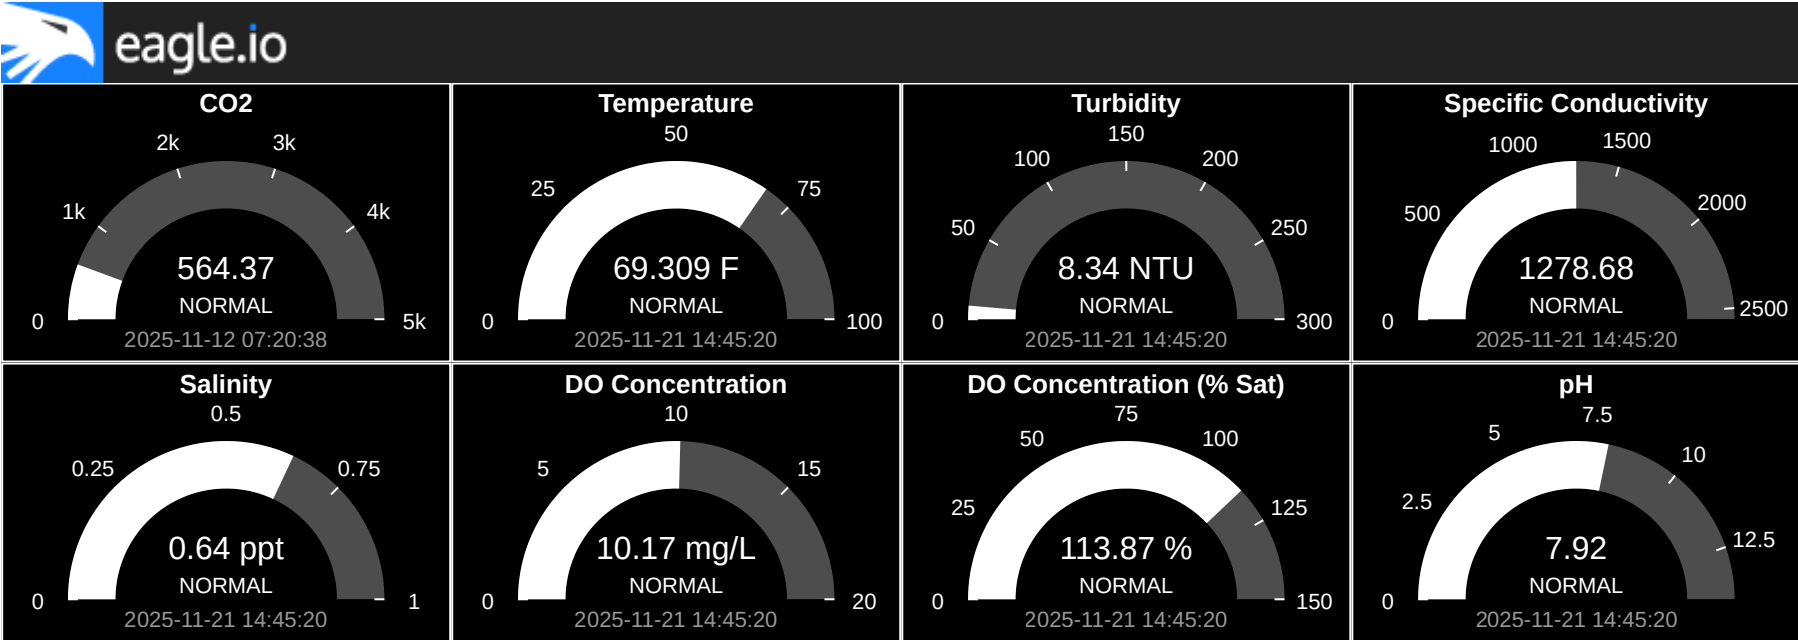 eagle.io
CO2
0
1k
2k
3k
4k
5k
564.37
NORMAL
2025-11-12 07:20:38
Temperature
0
25
50
75
100
69.309 F
NORMAL
2025-11-21 14:45:20
Turbidity
0
50
100
150
200
250
300
8.34 NTU
NORMAL
2025-11-21 14:45:20
Specific Conductivity
0
500
1000
1500
2000
2500
1278.68
NORMAL
2025-11-21 14:45:20
Salinity
0
0.25
0.5
0.75
1
0.64 ppt
NORMAL
2025-11-21 14:45:20
DO Concentration
0
5
10
15
20
10.17 mg/L
NORMAL
2025-11-21 14:45:20
DO Concentration (% Sat)
0
25
50
75
100
125
150
113.87 %
NORMAL
2025-11-21 14:45:20
pH
0
2.5
5
7.5
10
12.5
7.92
NORMAL
2025-11-21 14:45:20